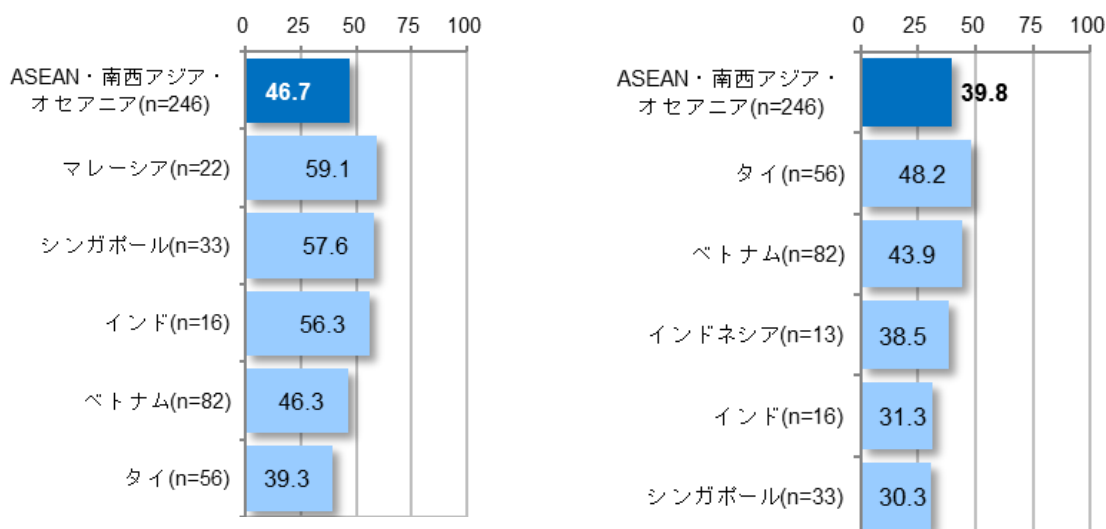 0 25 50 75 100
ASEAN・南西アジア・
オセアニア(n=246)
46.7
マレーシア(n=22)
59.1
シンガポール(n=33)
57.6
インド(n=16)
56.3
ベトナム(n=82)
46.3
タイ(n=56)
39.3
0 25 50 75 100
ASEAN・南西アジア・
オセアニア(n=246)
39.8
タイ(n=56)
48.2
ベトナム(n=82)
43.9
インドネシア(n=13)
38.5
インド(n=16)
31.3
シンガポール(n=33)
30.3